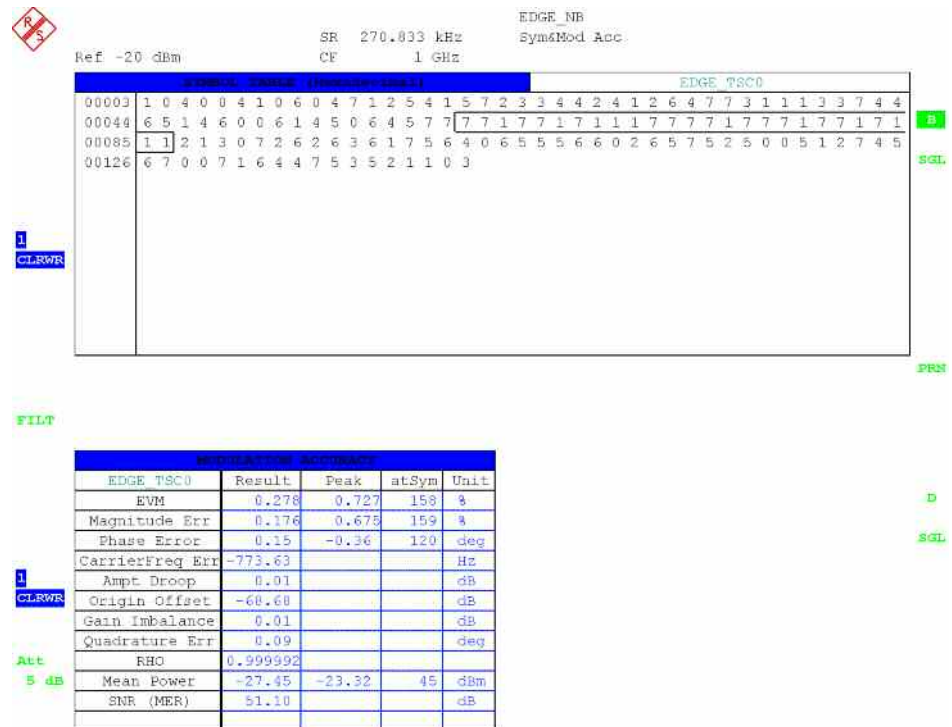 R S
EDGE_NB
SR 270.833 kHz Sym&Mod Acc
Ref -20 dBm CF 1 GHz
SYMBOL TABLE (Hexadecimal) EDGE_TSC0
00003 1 0 4 0 0 4 1 0 6 0 4 7 1 2 5 4 1 5 7 2 3 3 4 4 2 4 1 2 6 4 7 7 3 1 1 1 3 3 7 4 4
00044 6 5 1 4 6 0 0 6 1 4 5 0 6 4 5 7 7 7 7 1 7 7 1 7 1 1 1 7 7 7 7 1 7 7 7 1 7 7 1 7 1
00085 1 1 2 1 3 0 7 2 6 2 6 3 6 1 7 5 6 4 0 6 5 5 5 6 6 0 2 6 5 7 5 2 5 0 0 5 1 2 7 4 5
00126 6 7 0 0 7 1 6 4 4 7 5 3 5 2 1 1 0 3
B
SGL
1
CLRWR
PRN
FILT
MODULATION ACCURACY
EDGE_TSC0 Result Peak atSym Unit
EVM 0.278 0.727 158 %
Magnitude Err 0.176 0.675 159 %
Phase Error 0.15 -0.36 120 deg
CarrierFreq Err -773.63 Hz
Ampt Droop 0.01 dB
Origin Offset -68.68 dB
Gain Imbalance 0.01 dB
Quadrature Err 0.09 deg
RHO 0.999992
Mean Power -27.45 -23.32 45 dBm
SNR (MER) 51.10 dB
D
SGL
1
CLRWR
Att
5 dB